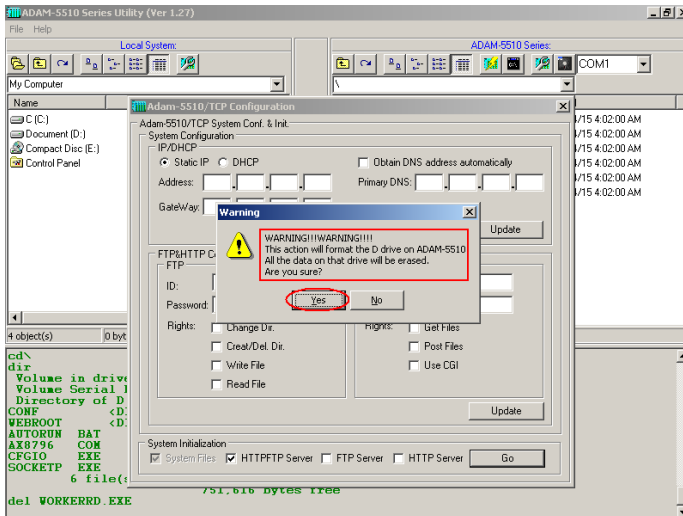 ADAM-5510 Series Utility (Ver 1.27)
File Help
Local System:
ADAM-5510 Series:
COM1
My Computer
\
Name
C (C:)
Document (D:)
Compact Disc (E:)
Control Panel
/15 4:02:00 AM
/15 4:02:00 AM
/15 4:02:00 AM
/15 4:02:00 AM
/15 4:02:00 AM
/15 4:02:00 AM
4 object(s)
0 byt
Adam-5510/TCP Configuration
Adam-5510/TCP System Conf. & Init.
System Configuration
IP/DHCP
Static IP
DHCP
Obtain DNS address automatically
Address:
Primary DNS:
GateWay:
Update
FTP&HTTP C
FTP
ID:
Password:
Rights:
Change Dir.
Creat/Del. Dir.
Write File
Read File
Rights:
Get Files
Post Files
Use CGI
Update
System Initialization
System Files
HTTPFTP Server
FTP Server
HTTP Server
Go
Warning
WARNING!!!WARNING!!!!
This action will format the D drive on ADAM-5510
All the data on that drive will be erased.
Are you sure?
Yes
No
cd\
dir
Volume in drive
Volume Serial
Directory of D
CONF <D
WEBROOT <D
AUTORUN BAT
AX8796 COM
CFGIO EXE
SOCKETP EXE
6 file(s
751,616 bytes free
del WORKERRD.EXE